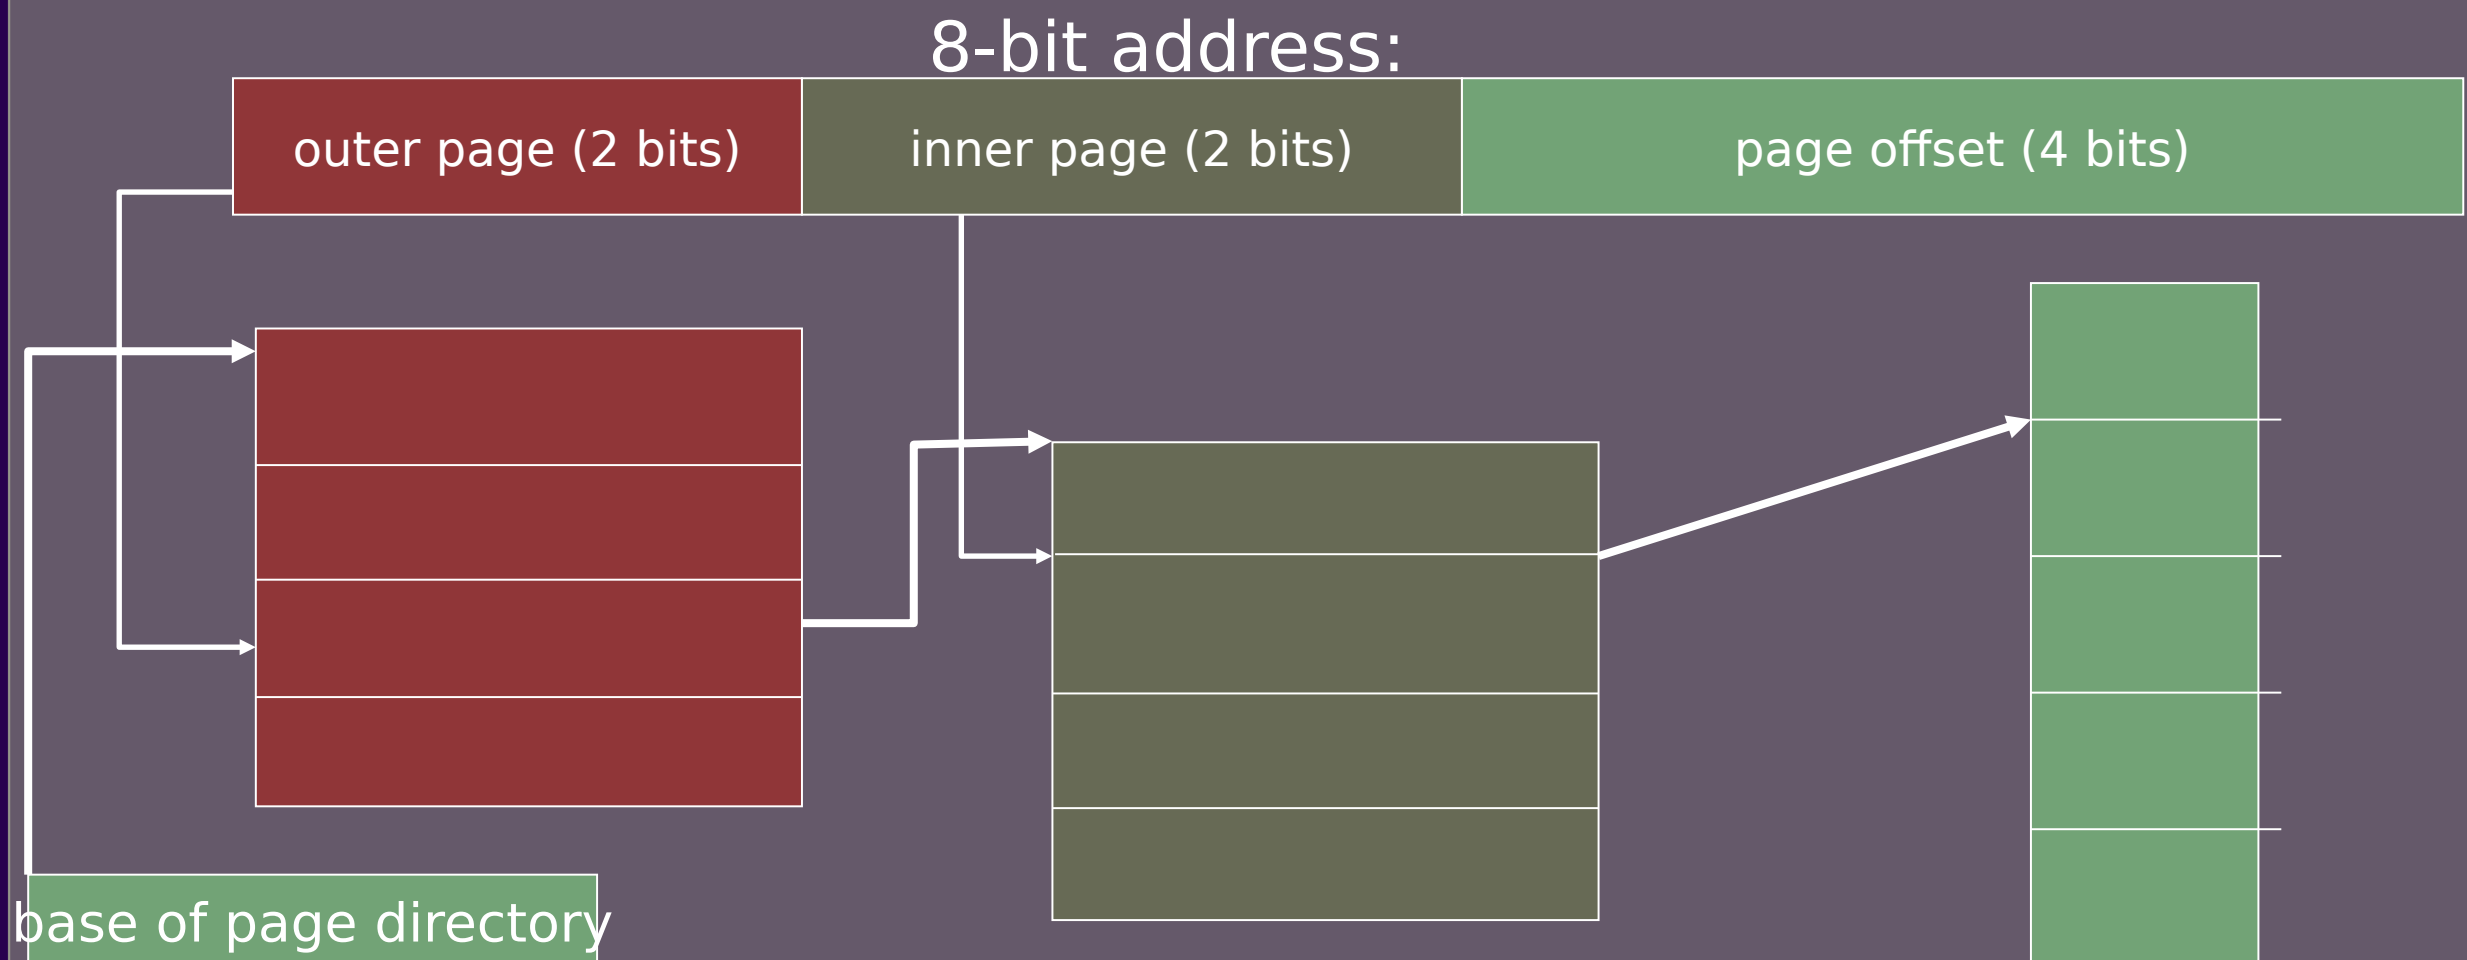 8-bit address:
outer page (2 bits)
inner page (2 bits)
page offset (4 bits)
base of page directory